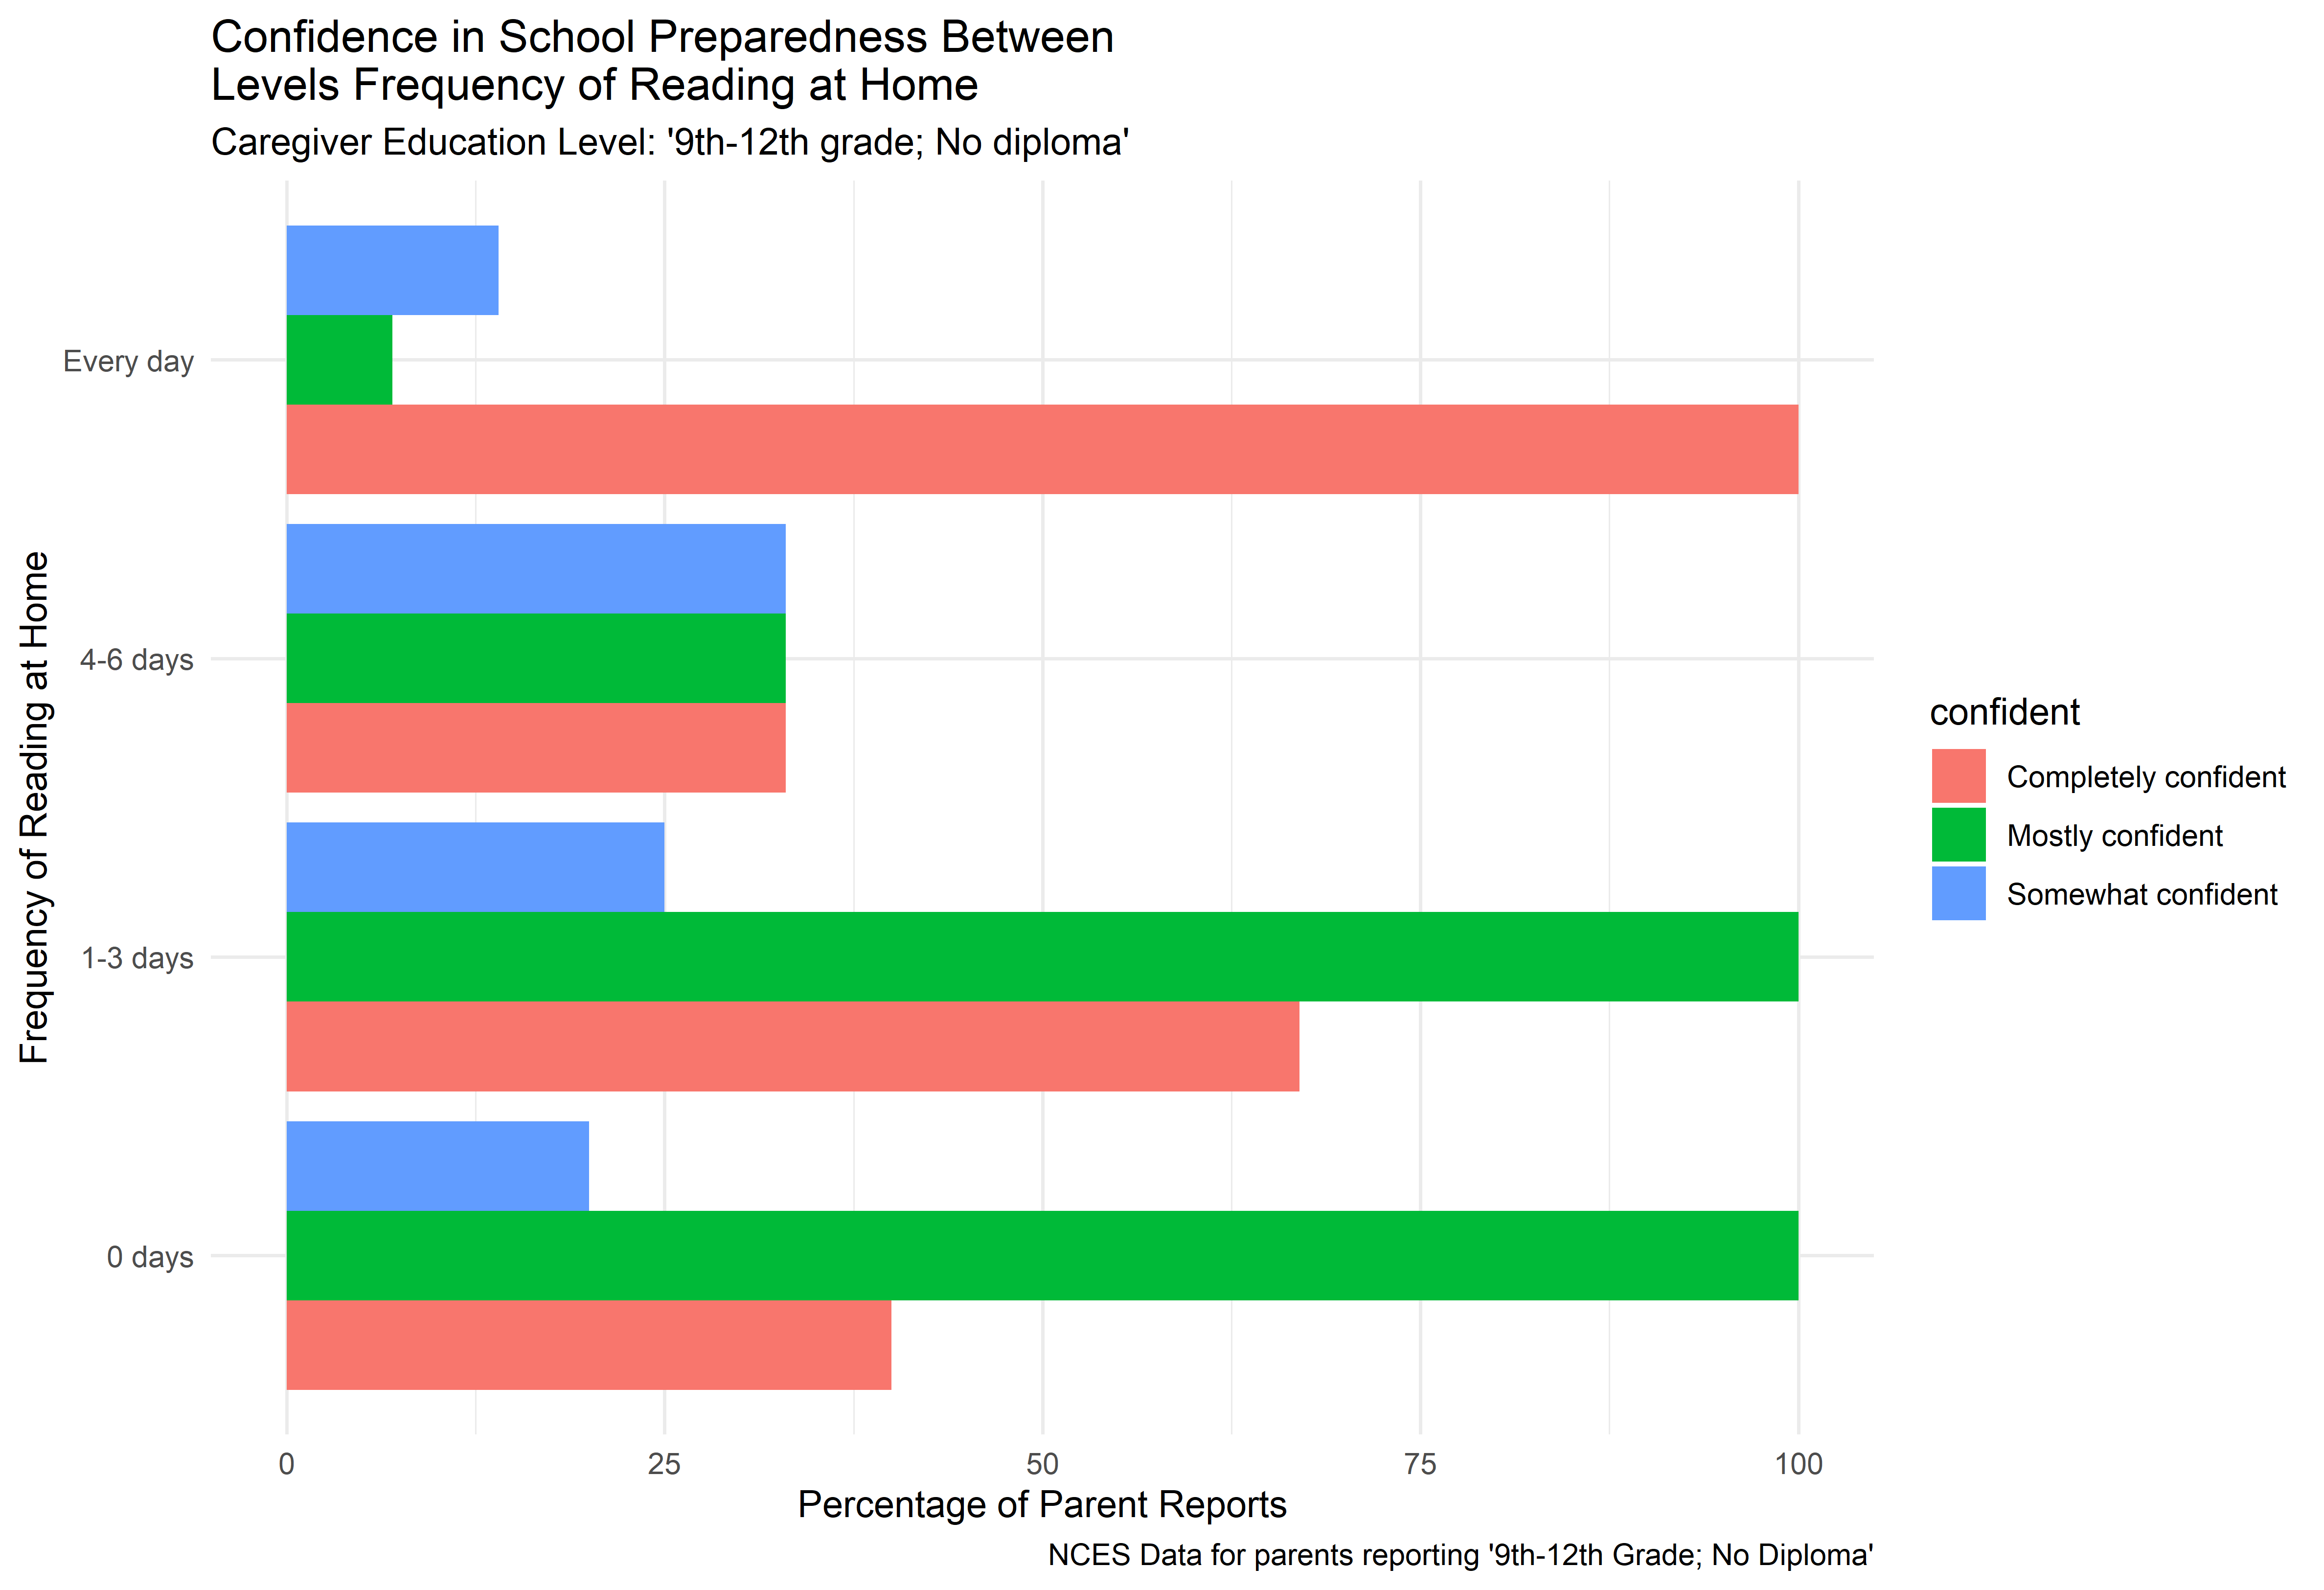 Confidence in School Preparedness Between
Levels Frequency of Reading at Home
Caregiver Education Level: '9th-12th grade; No diploma'
Frequency of Reading at Home
Every day
4-6 days
1-3 days
0 days
0
25
50
75
100
Percentage of Parent Reports
confident
Completely confident
Mostly confident
Somewhat confident
NCES Data for parents reporting '9th-12th Grade; No Diploma'